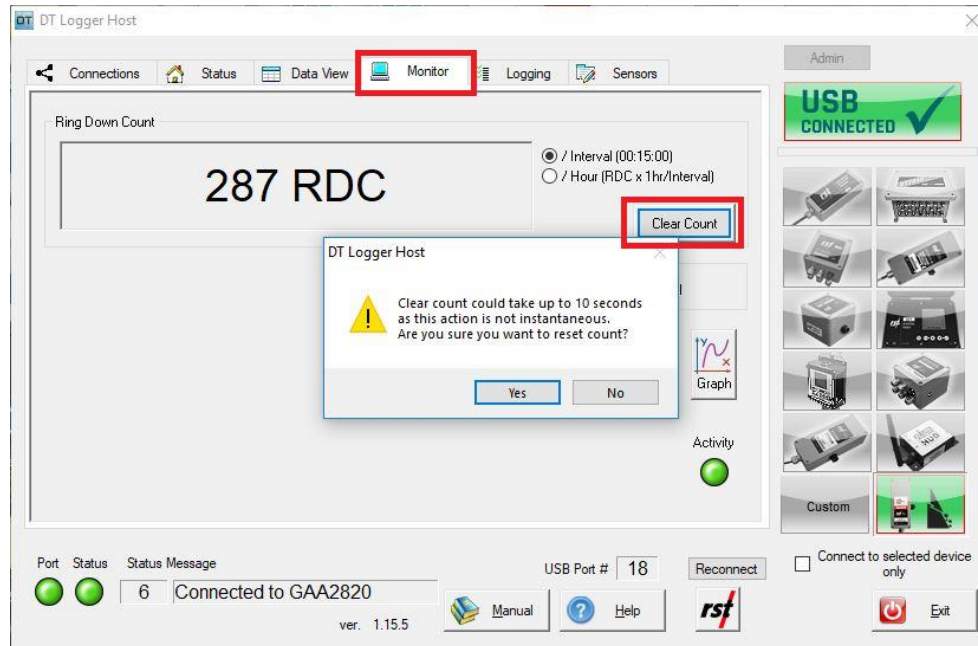 DT DT Logger Host
Connections Status Data View Monitor Logging Sensors
Admin
USB
CONNECTED
Ring Down Count
287 RDC
/ Interval (00:15:00)
/ Hour (RDC x 1hr/Interval)
Clear Count
DT Logger Host
Clear count could take up to 10 seconds
as this action is not instantaneous.
Are you sure you want to reset count?
Yes No
Graph
Activity
Custom
Port Status Status Message
6 Connected to GAA2820
ver. 1.15.5
USB Port # 18 Reconnect
Manual Help rst
Connect to selected device
only
Exit